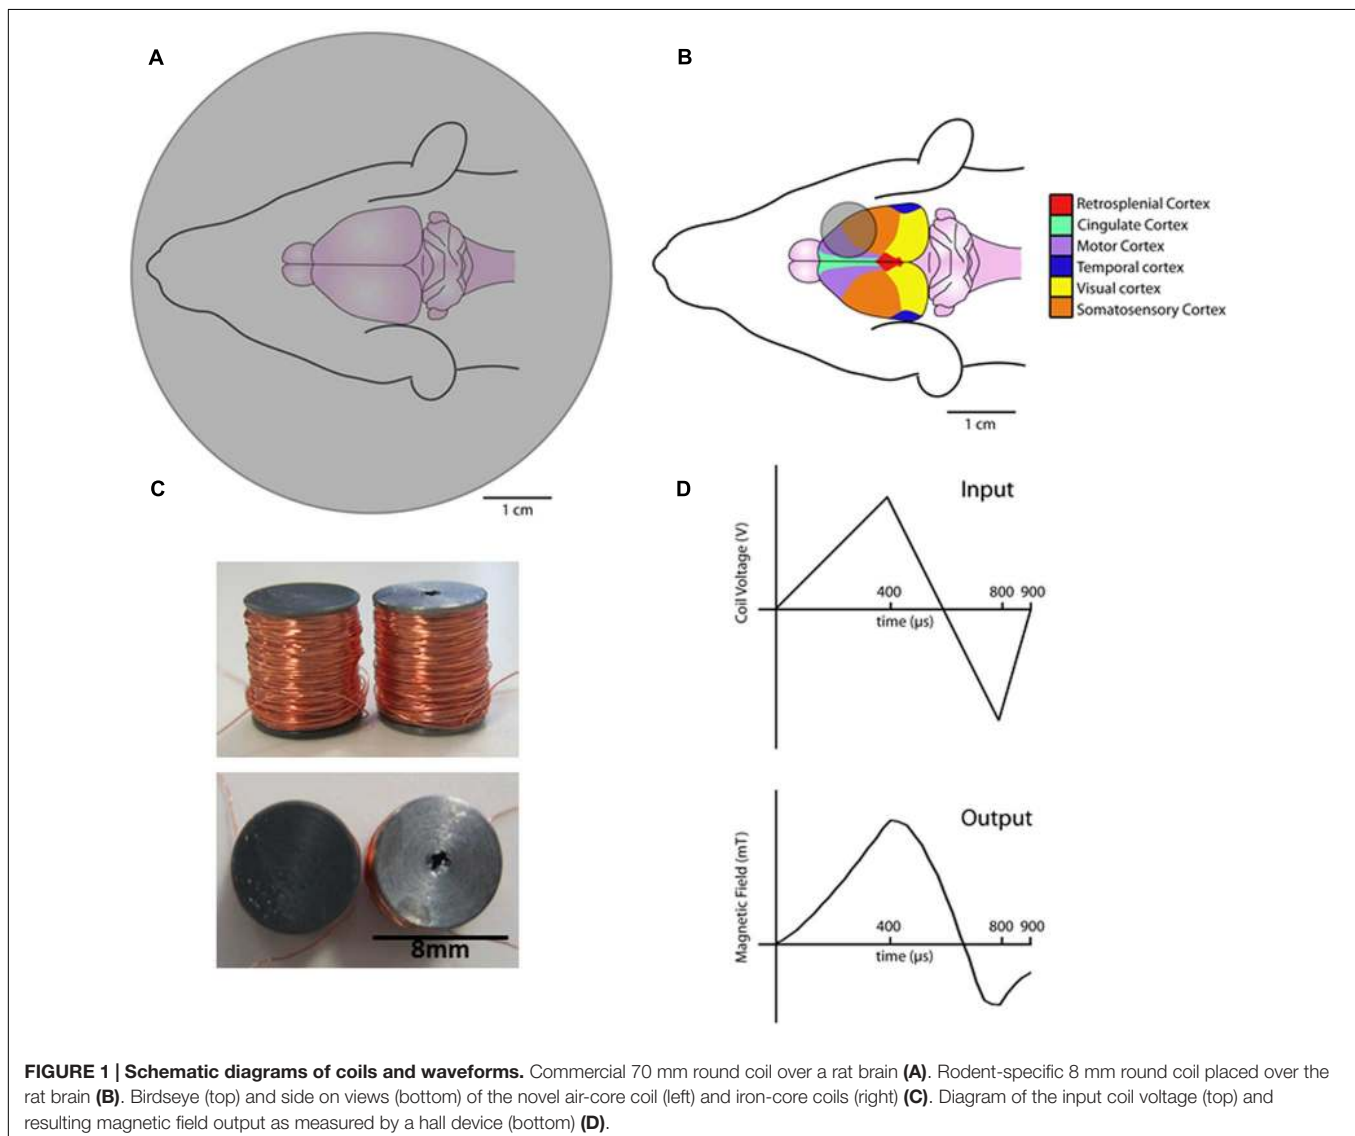 A
B
Retrosplenial Cortex
Cingulate Cortex
Motor Cortex
Temporal cortex
Visual cortex
Somatosensory Cortex
1 cm
1 cm
C
8mm
D
Input
Coil Voltage (V)
400
800 900
time (µs)
Output
Magnetic Field (mT)
400
800 900
time (µs)
FIGURE 1 | Schematic diagrams of coils and waveforms. Commercial 70 mm round coil over a rat brain (A). Rodent-specific 8 mm round coil placed over the
rat brain (B). Birdseye (top) and side on views (bottom) of the novel air-core coil (left) and iron-core coils (right) (C). Diagram of the input coil voltage (top) and
resulting magnetic field output as measured by a hall device (bottom) (D).